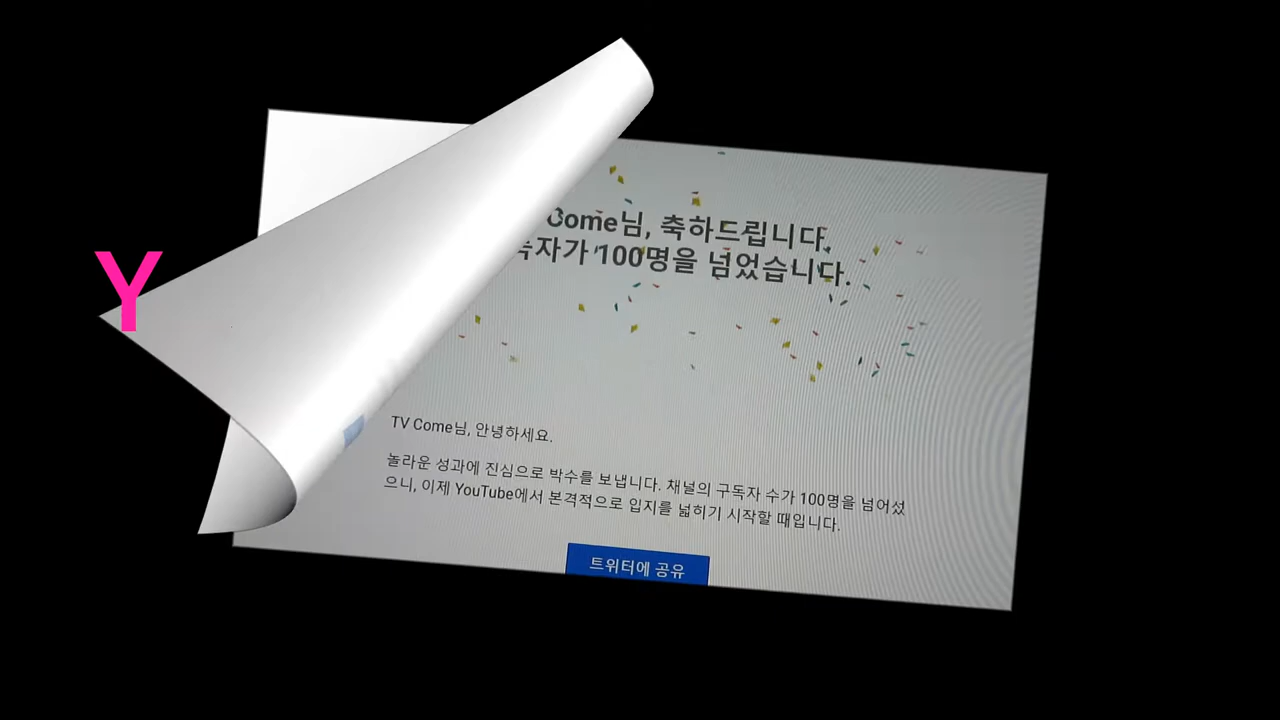 Come님, 축하드립니다.
독자가 100명을 넘었습니다.
Y
TV Come님, 안녕하세요.
놀라운 성과에 진심으로 박수를 보냅니다. 채널의 구독자 수가 100명을 넘어섰
으니, 이제 YouTube에서 본격적으로 입지를 넓히기 시작할 때입니다.
트위터에 공유